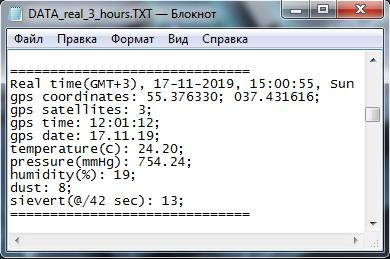 DATA_real_3_hours.TXT — Блокнот
Файл Правка Формат Вид Справка
==============================
Real time(GMT+3), 17-11-2019, 15:00:55, Sun
gps coordinates: 55.376330; 037.431616;
gps satellites: 3;
gps time: 12:01:12;
gps date: 17.11.19;
temperature(C): 24.20;
pressure(mmHg): 754.24;
humidity(%): 19;
dust: 8;
sievert(@/42 sec): 13;
==============================